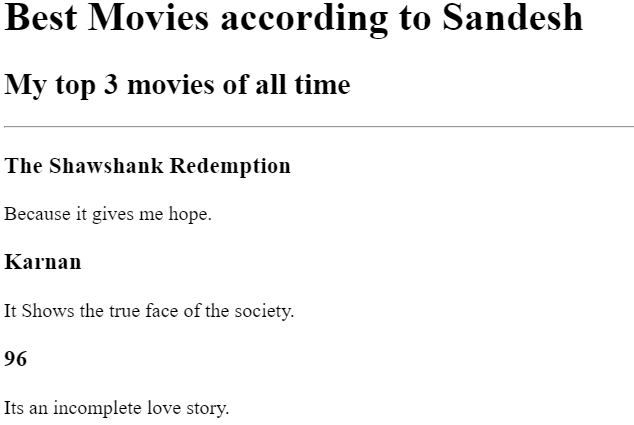 Best Movies according to Sandesh
My top 3 movies of all time
The Shawshank Redemption
Because it gives me hope.
Karnan
It Shows the true face of the society.
96
Its an incomplete love story.